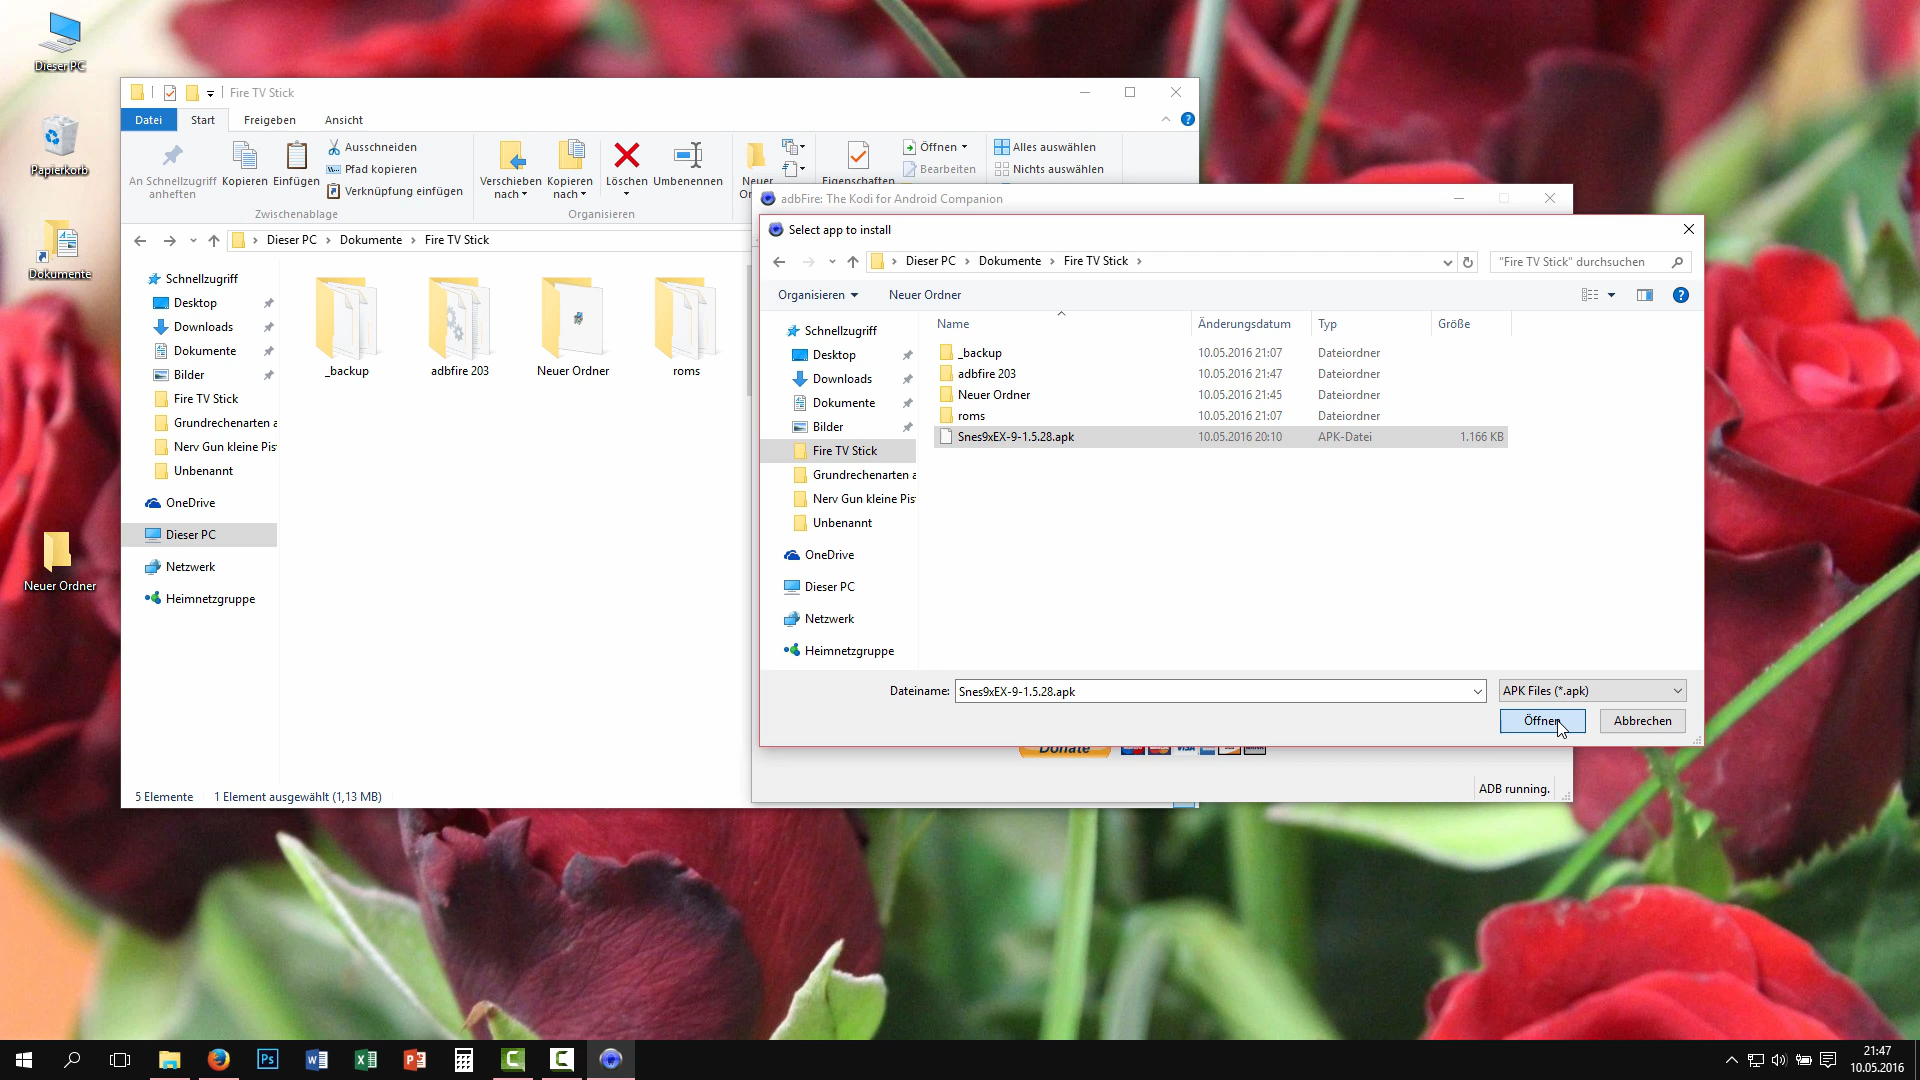 Dieser PC
Papierkorb
Dokumente
Neuer Ordner
Fire TV Stick
Datei
Start
Freigeben
Ansicht
An Schnellzugriff
anheften
Kopieren
Einfügen
Ausschneiden
Pfad kopieren
Verknüpfung einfügen
Zwischenablage
Verschieben
nach
Kopieren
nach
Löschen
Umbenennen
Organisieren
Neuer
Eigenschaften
Öffnen
Bearbeiten
Alles auswählen
Nichts auswählen
Dieser PC
Dokumente
Fire TV Stick
Schnellzugriff
Desktop
Downloads
Dokumente
Bilder
Fire TV Stick
Grundrechenarten a
Nerv Gun kleine Pis
Unbenannt
OneDrive
Dieser PC
Netzwerk
Heimnetzgruppe
_backup
adbfire 203
Neuer Ordner
roms
5 Elemente
1 Element ausgewählt (1,13 MB)
adbFire: The Kodi for Android Companion
Select app to install
Dieser PC
Dokumente
Fire TV Stick
"Fire TV Stick" durchsuchen
Organisieren
Neuer Ordner
Schnellzugriff
Desktop
Downloads
Dokumente
Bilder
Fire TV Stick
Grundrechenarten a
Nerv Gun kleine Pis
Unbenannt
OneDrive
Dieser PC
Netzwerk
Heimnetzgruppe
Name Änderungsdatum Typ Größe
_backup 10.05.2016 21:07 Dateiordner
adbfire 203 10.05.2016 21:47 Dateiordner
Neuer Ordner 10.05.2016 21:45 Dateiordner
roms 10.05.2016 21:07 Dateiordner
Snes9xEX-9-1.5.28.apk 10.05.2016 20:10 APK-Datei 1.166 KB
Dateiname: Snes9xEX-9-1.5.28.apk
APK Files (*.apk)
Öffnen
Abbrechen
Donate
VISA
ADB running.
Ps
21:47
10.05.2016